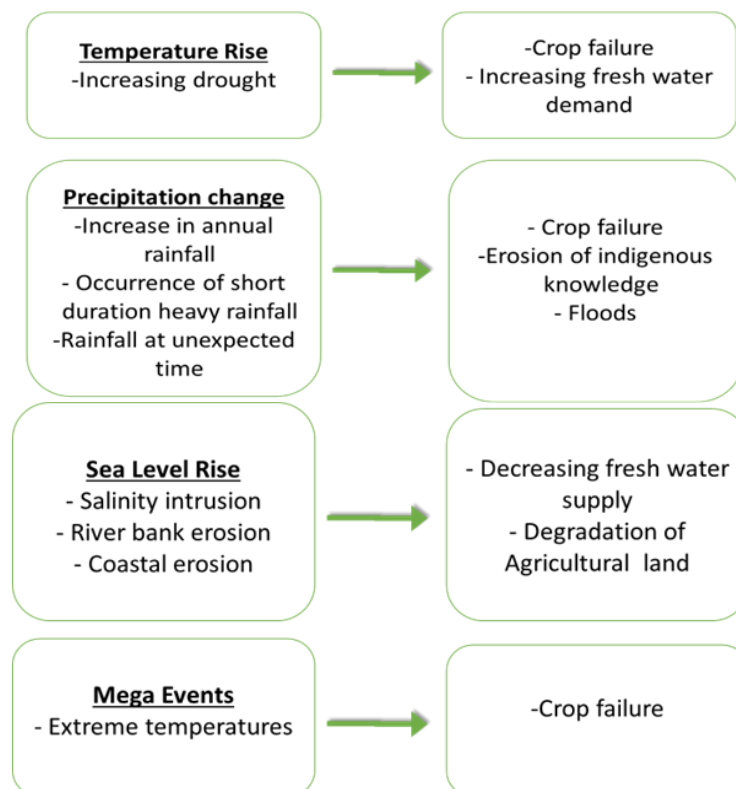 Temperature Rise
-Increasing drought
-Crop failure
- Increasing fresh water
demand
Precipitation change
-Increase in annual
rainfall
- Occurrence of short
duration heavy rainfall
-Rainfall at unexpected
time
- Crop failure
-Erosion of indigenous
knowledge
- Floods
Sea Level Rise
- Salinity intrusion
- River bank erosion
- Coastal erosion
- Decreasing fresh water
supply
- Degradation of
Agricultural land
Mega Events
- Extreme temperatures
-Crop failure